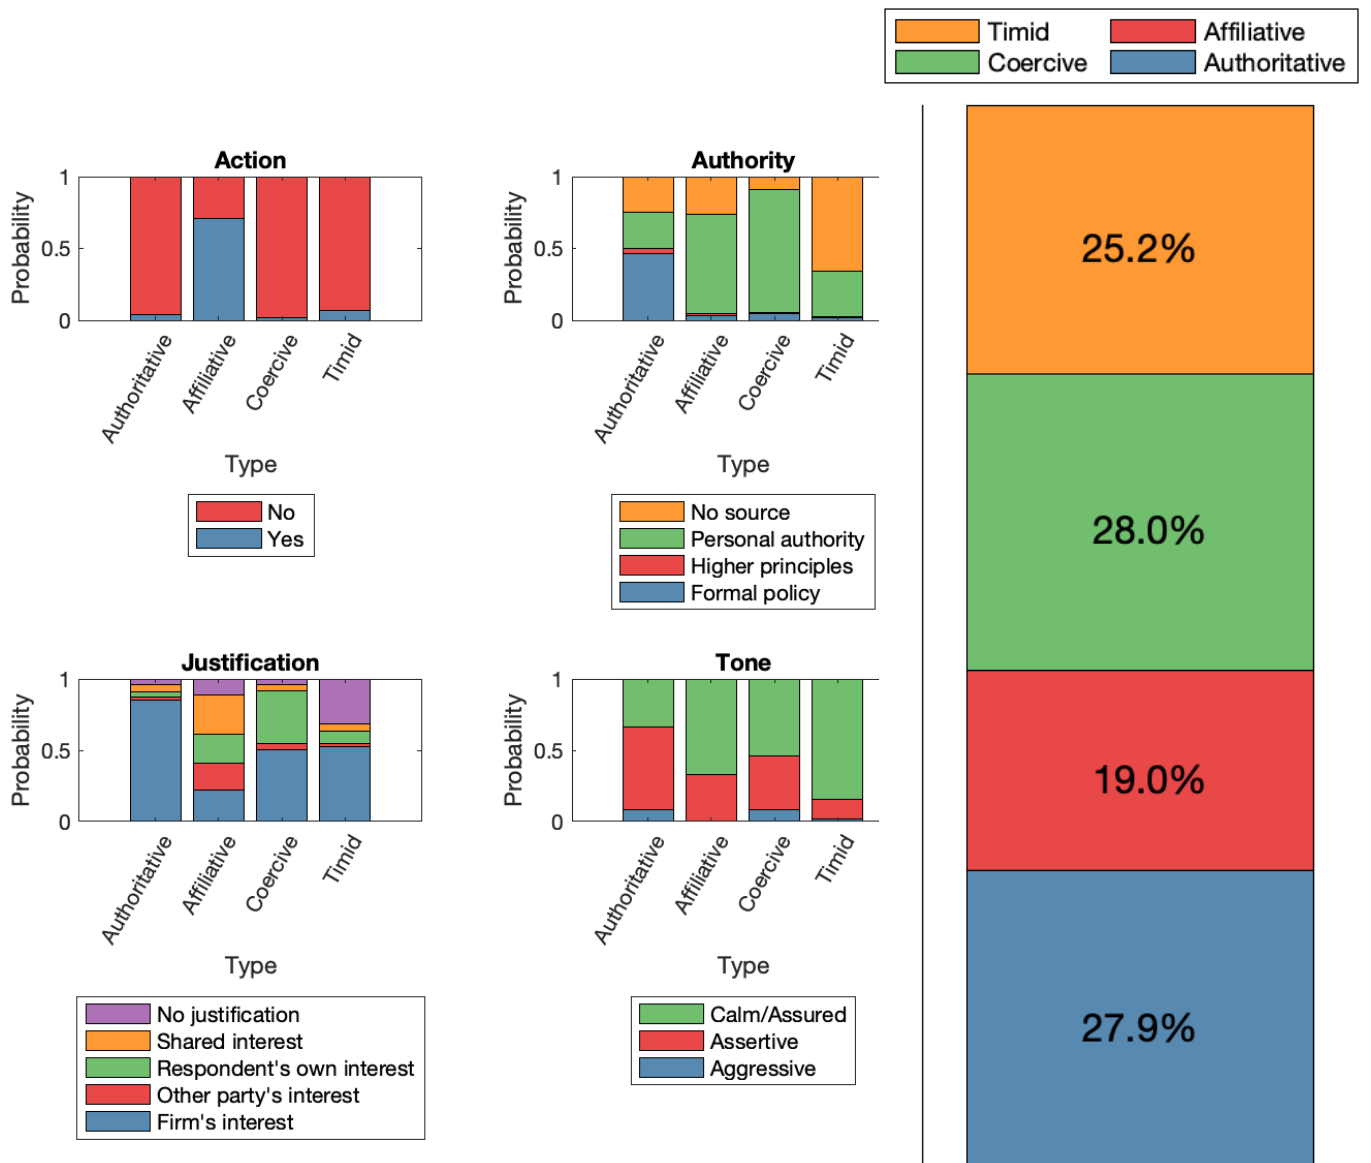 Timid
Affiliative
Coercive
Authoritative
Action
Probability
1
0.5
0
Authoritative
Affiliative
Coercive
Timid
Type
No
Yes
Authority
Probability
1
0.5
0
Authoritative
Affiliative
Coercive
Timid
Type
No source
Personal authority
Higher principles
Formal policy
Justification
Probability
1
0.5
0
Authoritative
Affiliative
Coercive
Timid
Type
No justification
Shared interest
Respondent's own interest
Other party's interest
Firm's interest
Tone
Probability
1
0.5
0
Authoritative
Affiliative
Coercive
Timid
Type
Calm/Assured
Assertive
Aggressive
25.2%
28.0%
19.0%
27.9%